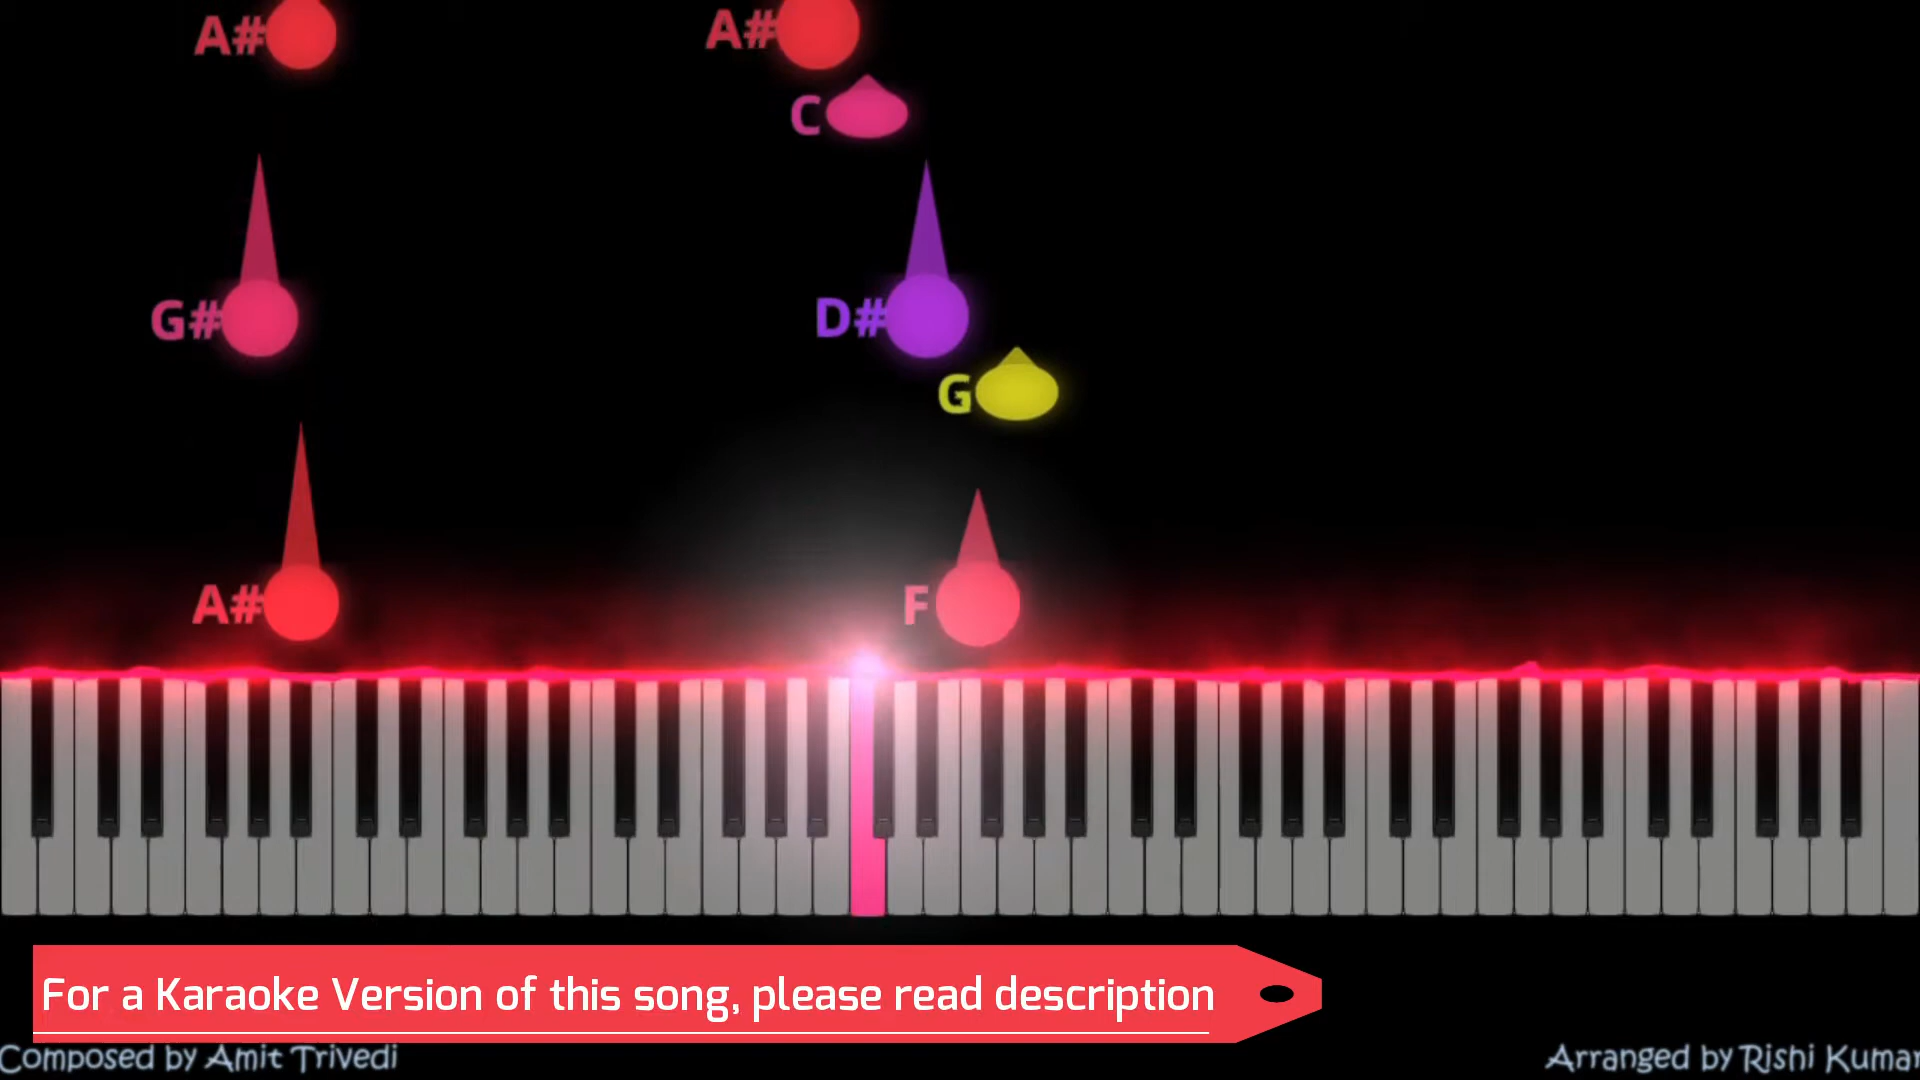 A# A#
C
G# D#
G
A# F
For a Karaoke Version of this song, please read description
Composed by Amit Trivedi
Arranged by Rishi Kumar